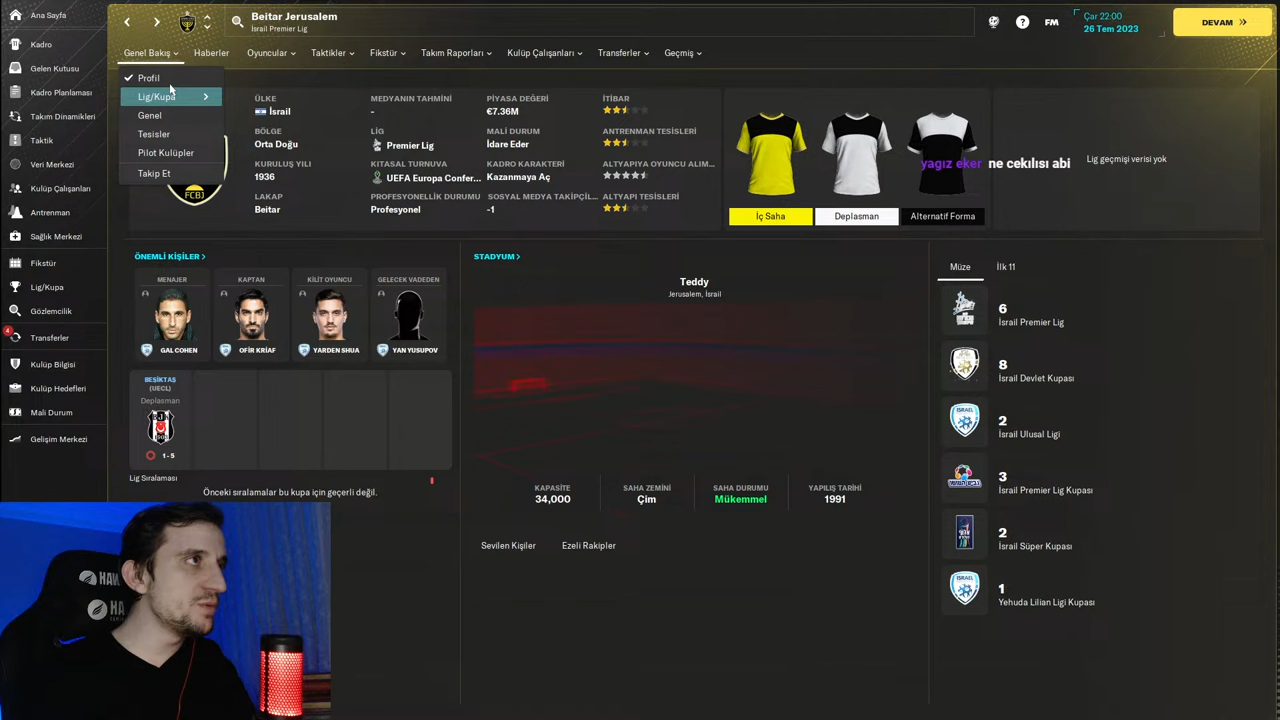 Ana Sayfa
Kadro
Gelen Kutusu
Kadro Planlaması
Takım Dinamikleri
Taktik
Veri Merkezi
Kulüp Çalışanları
Antrenman
Sağlık Merkezi
Fikstür
Lig/Kupa
Gözlemcilik
4
Transferler
Kulüp Bilgisi
Kulüp Hedefleri
Mali Durum
Gelişim Merkezi
Beitar Jerusalem
İsrail Premier Lig
FM
Çar 22:00
26 Tem 2023
DEVAM
Genel Bakış
Haberler
Oyuncular
Taktikler
Fikstür
Takım Raporları
Kulüp Çalışanları
Transferler
Geçmiş
Profil
Lig/Kupa
Genel
Tesisler
Pilot Kulüpler
Takip Et
FCBJ
ÜLKE
İsrail
BÖLGE
Orta Doğu
KURULUŞ YILI
1936
LAKAP
Beitar
MEDYANIN TAHMİNİ
-
LİG
Premier Lig
KITASAL TURNUVA
UEFA Europa Confer...
PROFESYONELLİK DURUMU
Profesyonel
PİYASA DEĞERİ
€7.36M
MALİ DURUM
İdare Eder
KADRO KARAKTERİ
Kazanmaya Aç
SOSYAL MEDYA TAKİPÇİL...
-1
İTİBAR
ANTRENMAN TESİSLERİ
ALTYAPIYA OYUNCU ALIM...
ALTYAPI TESİSLERİ
İç Saha
Deplasman
Alternatif Forma
yagız eker ne cekılısı abi
Lig geçmişi verisi yok
ÖNEMLİ KİŞİLER
MENAJER
GAL COHEN
KAPTAN
OFİR KRİAF
KİLİT OYUNCU
YARDEN SHUA
GELECEK VADEDEN
YAN YUSUPOV
BEŞİKTAŞ
(UECL)
Deplasman
1-5
Lig Sıralaması
Önceki sıralamalar bu kupa için geçerli değil.
STADYUM
Teddy
Jerusalem, İsrail
KAPASİTE
34,000
SAHA ZEMİNİ
Çim
SAHA DURUMU
Mükemmel
YAPILIŞ TARİHİ
1991
Sevilen Kişiler
Ezeli Rakipler
Müze
İlk 11
6
İsrail Premier Lig
8
İsrail Devlet Kupası
2
İsrail Ulusal Ligi
3
İsrail Premier Lig Kupası
2
İsrail Süper Kupası
1
Yehuda Lilian Ligi Kupası